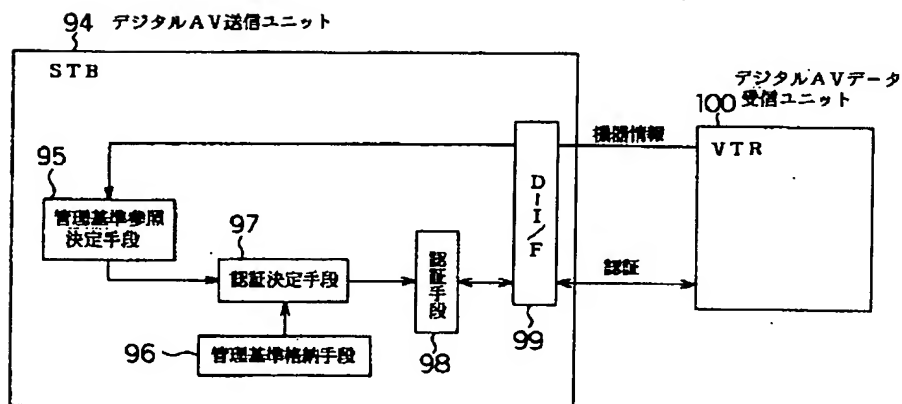 94 デジタルAV送信ユニット
STB
デジタルAVデータ
100 受信ユニット
機器情報
VTR
95
管理基準参照
決定手段
97
D-I/F
認証決定手段
認証手段
認証
96
管理基準格納手段
98
99